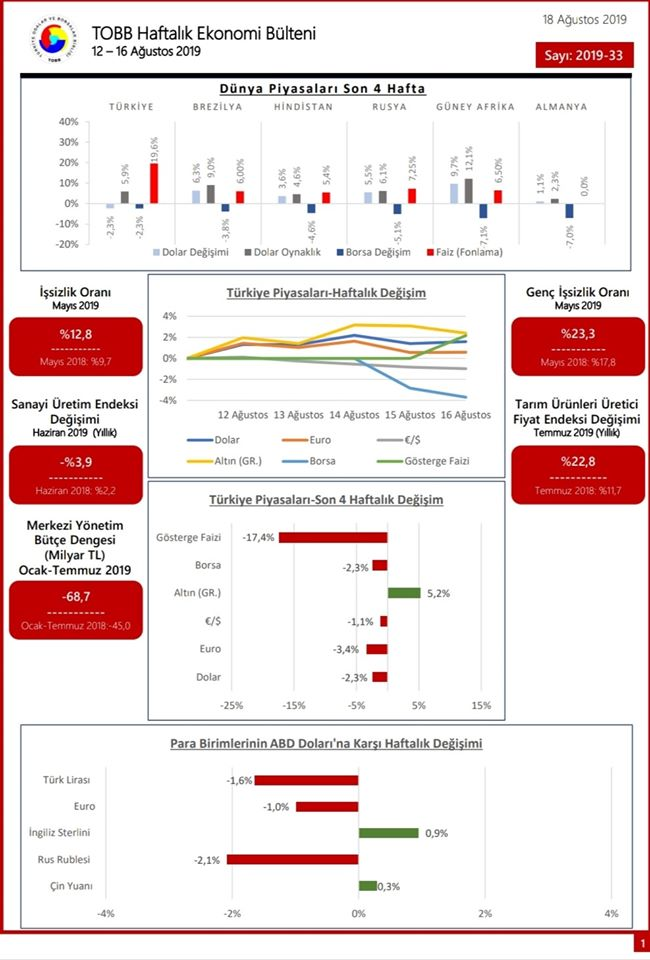 18 Ağustos 2019
TOBB Haftalık Ekonomi Bülteni
12 – 16 Ağustos 2019
Sayı: 2019-33
TOBB
Dünya Piyasaları Son 4 Hafta
TÜRKİYE BREZİLYA HİNDİSTAN RUSYA GÜNEY AFRİKA ALMANYA
40%
30%
20%
10%
0%
-10%
-20%
-2,3% 5,9% -2,3% 19,6%
6,3% 9,0% -3,8% 6,00%
3,6% 4,6% -4,6% 5,4%
5,5% 6,1% -5,1% 7,25%
9,7% 12,1% -7,1% 6,50%
1,1% 2,3% -7,0% 0,0%
Dolar Değişimi Dolar Oynaklık Borsa Değişim Faiz (Fonlama)
İşsizlik Oranı
Mayıs 2019
%12,8
-----------
Mayıs 2018: %9,7
Sanayi Üretim Endeksi
Değişimi
Haziran 2019 (Yıllık)
-%3,9
-----------
Haziran 2018: %2,2
Merkezi Yönetim
Bütçe Dengesi
(Milyar TL)
Ocak-Temmuz 2019
-68,7
-----------
Ocak-Temmuz 2018:-45,0
Türkiye Piyasaları-Haftalık Değişim
4%
2%
0%
-2%
-4%
12 Ağustos 13 Ağustos 14 Ağustos 15 Ağustos 16 Ağustos
Dolar Euro €/$
Altın (GR.) Borsa Gösterge Faizi
Genç İşsizlik Oranı
Mayıs 2019
%23,3
-----------
Mayıs 2018: %17,8
Tarım Ürünleri Üretici
Fiyat Endeksi Değişimi
Temmuz 2019 (Yıllık)
%22,8
-----------
Temmuz 2018: %11,7
Türkiye Piyasaları-Son 4 Haftalık Değişim
Gösterge Faizi -17,4%
Borsa -2,3%
Altın (GR.) 5,2%
€/$ -1,1%
Euro -3,4%
Dolar -2,3%
-25% -15% -5% 5% 15%
Para Birimlerinin ABD Doları'na Karşı Haftalık Değişimi
Türk Lirası -1,6%
Euro -1,0%
İngiliz Sterlini 0,9%
Rus Rublesi -2,1%
Çin Yuanı 0,3%
-4% -2% 0% 2% 4%
1